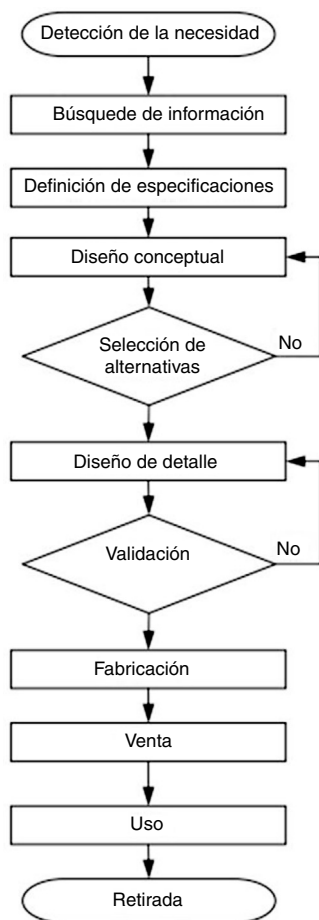 Detección de la necesidad
Búsquede de información
Definición de especificaciones
Diseño conceptual
Selección de
alternativas
No
Diseño de detalle
Validación
No
Fabricación
Venta
Uso
Retirada